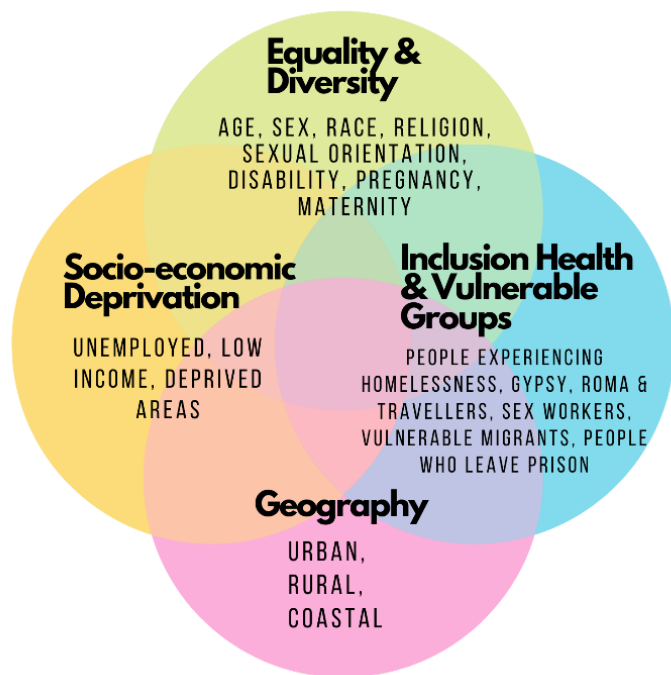 Equality &
Diversity
AGE, SEX, RACE, RELIGION,
SEXUAL ORIENTATION,
DISABILITY, PREGNANCY,
MATERNITY
Socio-economic
Deprivation
UNEMPLOYED, LOW
INCOME, DEPRIVED
AREAS
Inclusion Health
& Vulnerable
Groups
PEOPLE EXPERIENCING
HOMELESSNESS, GYPSY, ROMA &
TRAVELLERS, SEX WORKERS,
VULNERABLE MIGRANTS, PEOPLE
WHO LEAVE PRISON
Geography
URBAN,
RURAL,
COASTAL